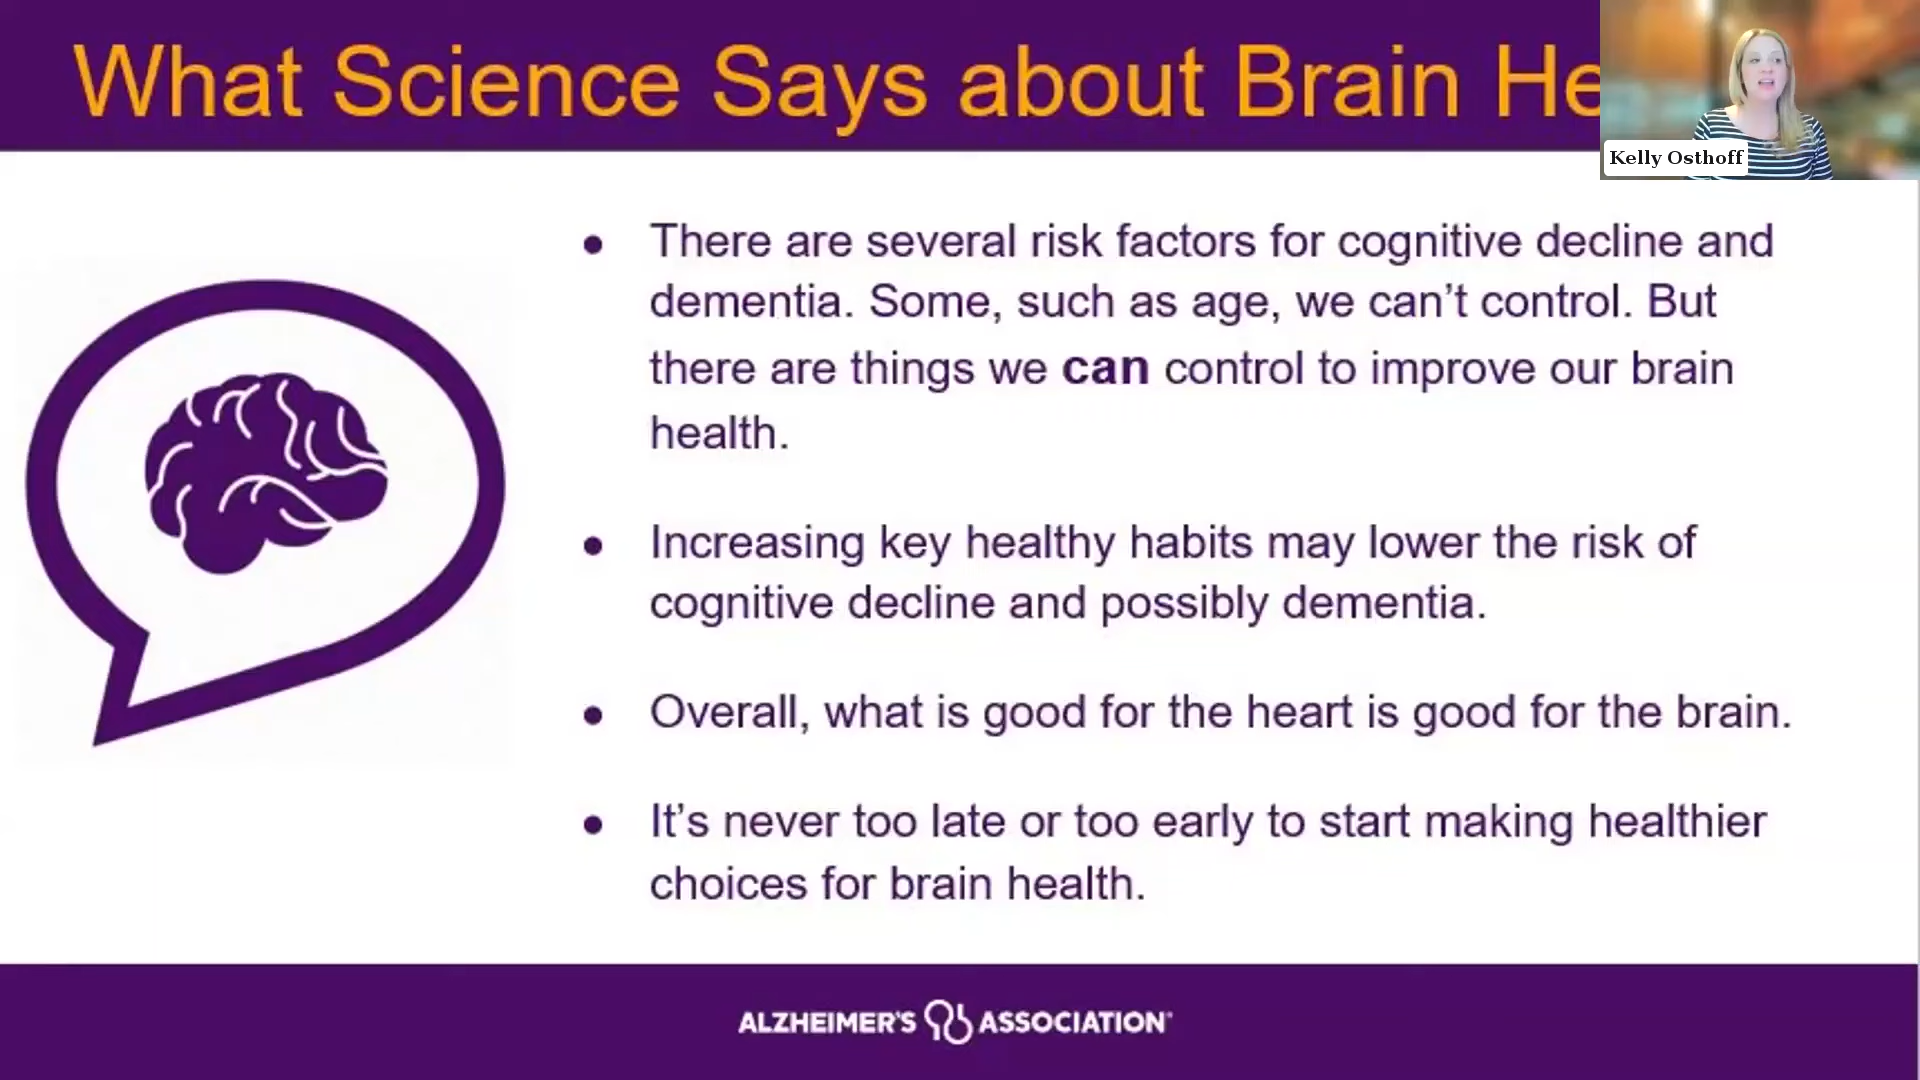 What Science Says about Brain He
Kelly Osthoff
• There are several risk factors for cognitive decline and
dementia. Some, such as age, we can’t control. But
there are things we can control to improve our brain
health.
• Increasing key healthy habits may lower the risk of
cognitive decline and possibly dementia.
• Overall, what is good for the heart is good for the brain.
• It’s never too late or too early to start making healthier
choices for brain health.
ALZHEIMER'S ASSOCIATION®